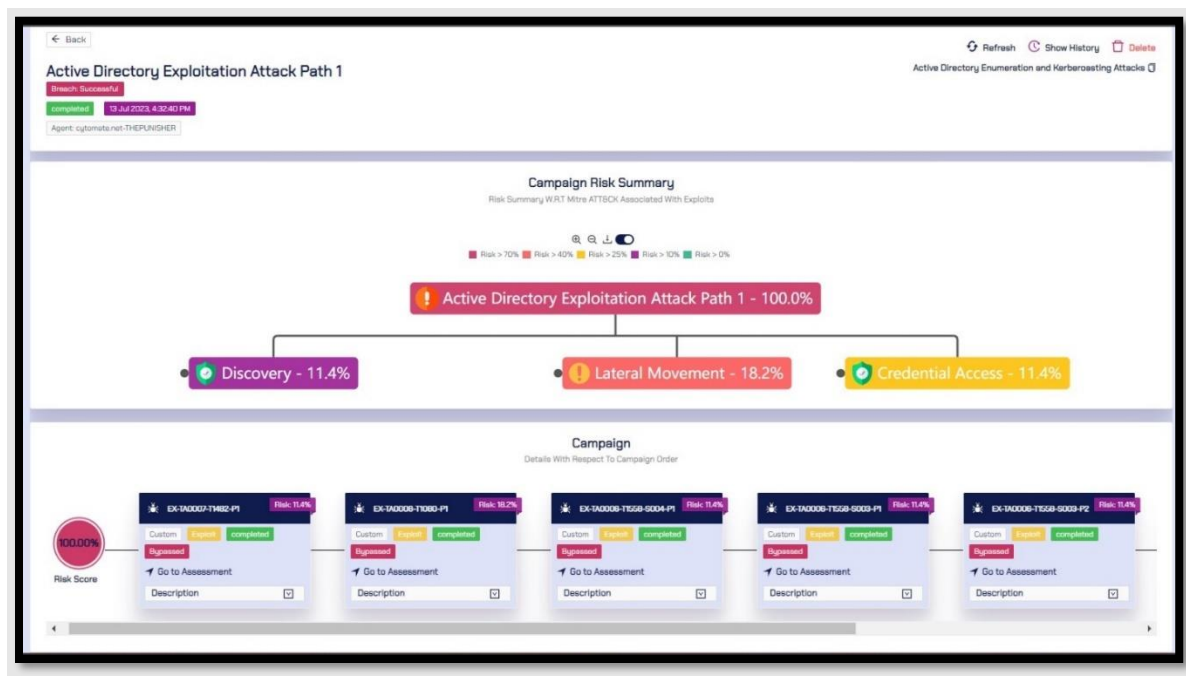 Back
Refresh Show History Delete
Active Directory Exploitation Attack Path 1
Active Directory Enumeration and Kerberoasting Attacks
Breach: Successful
completed 13 Jul 2023, 4:32:40 PM
Agent: cytomate.net-THEPUNISHER
Campaign Risk Summary
Risk Summary W.R.T Mitre ATT&CK Associated With Exploits
Risk > 70% Risk > 40% Risk > 25% Risk > 10% Risk > 0%
Active Directory Exploitation Attack Path 1 - 100.0%
Discovery - 11.4% Lateral Movement - 18.2% Credential Access - 11.4%
Campaign
Details With Respect To Campaign Order
Risk: 11.4% Risk: 18.2% Risk: 11.4% Risk: 11.4% Risk: 11.4%
EX-TA0007-T1482-P1 EX-TA0008-T1080-P1 EX-TA0006-T1558-S004-P1 EX-TA0006-T1558-S003-P1 EX-TA0006-T1558-S003-P2
Custom Exploit completed Custom Exploit completed Custom Exploit completed Custom Exploit completed Custom Exploit completed
100.00%
Bypassed Bypassed Bypassed Bypassed Bypassed
Go to Assessment Go to Assessment Go to Assessment Go to Assessment Go to Assessment
Risk Score
Description Description Description Description Description